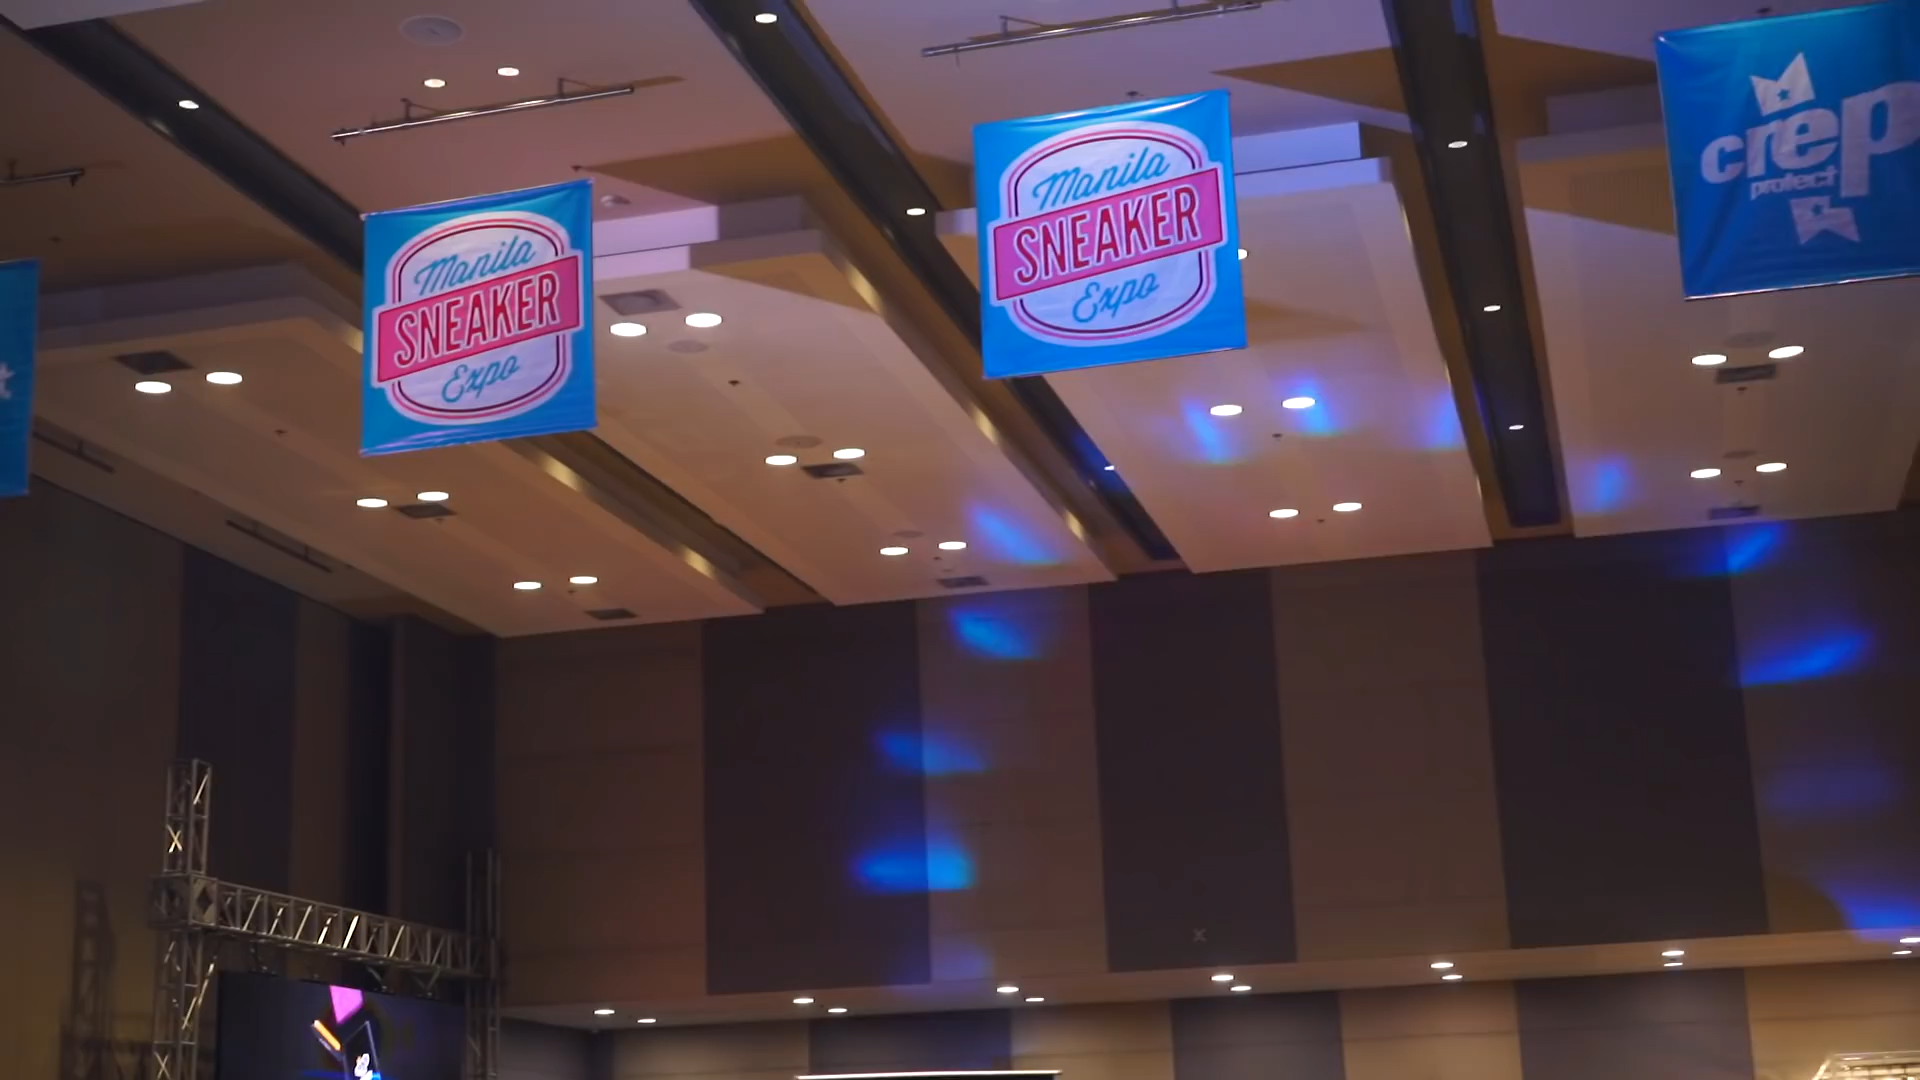 Manila
SNEAKER
Expo
Manila
SNEAKER
Expo
crep
protect
t